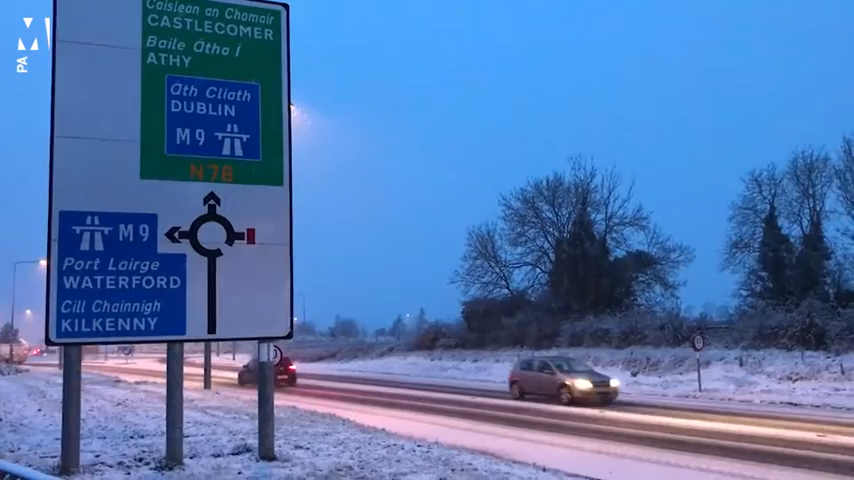 PA
Caislean an Chomair
CASTLECOMER
Baile Átha Í
ATHY
Áth Cliath
DUBLIN
M9
N78
M9
Port Láirge
WATERFORD
Cill Chainnigh
KILKENNY